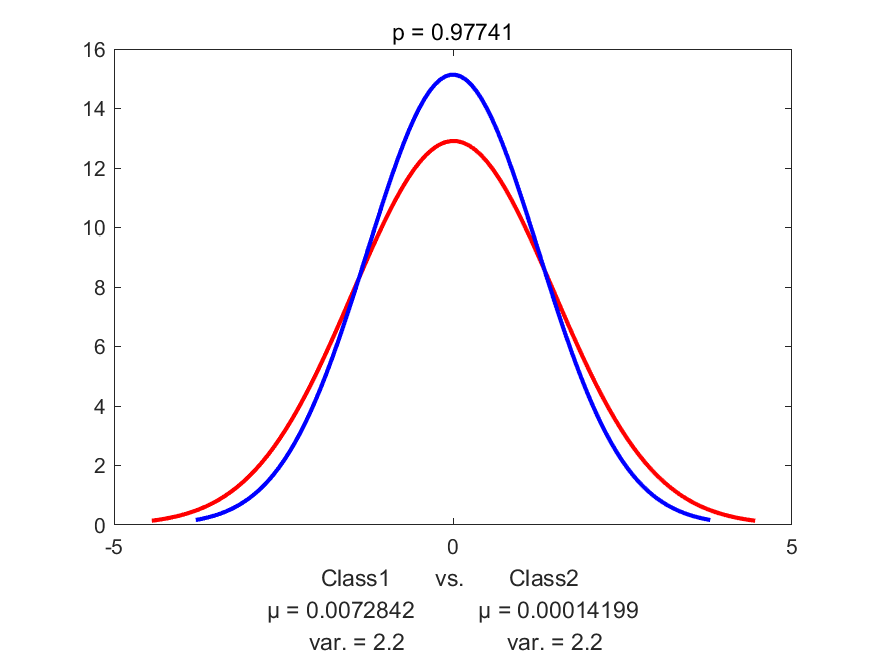 p = 0.97741
16
14
12
10
8
6
4
2
0
-5 0 5
Class1 vs. Class2
μ = 0.0072842 μ = 0.00014199
var. = 2.2 var. = 2.2